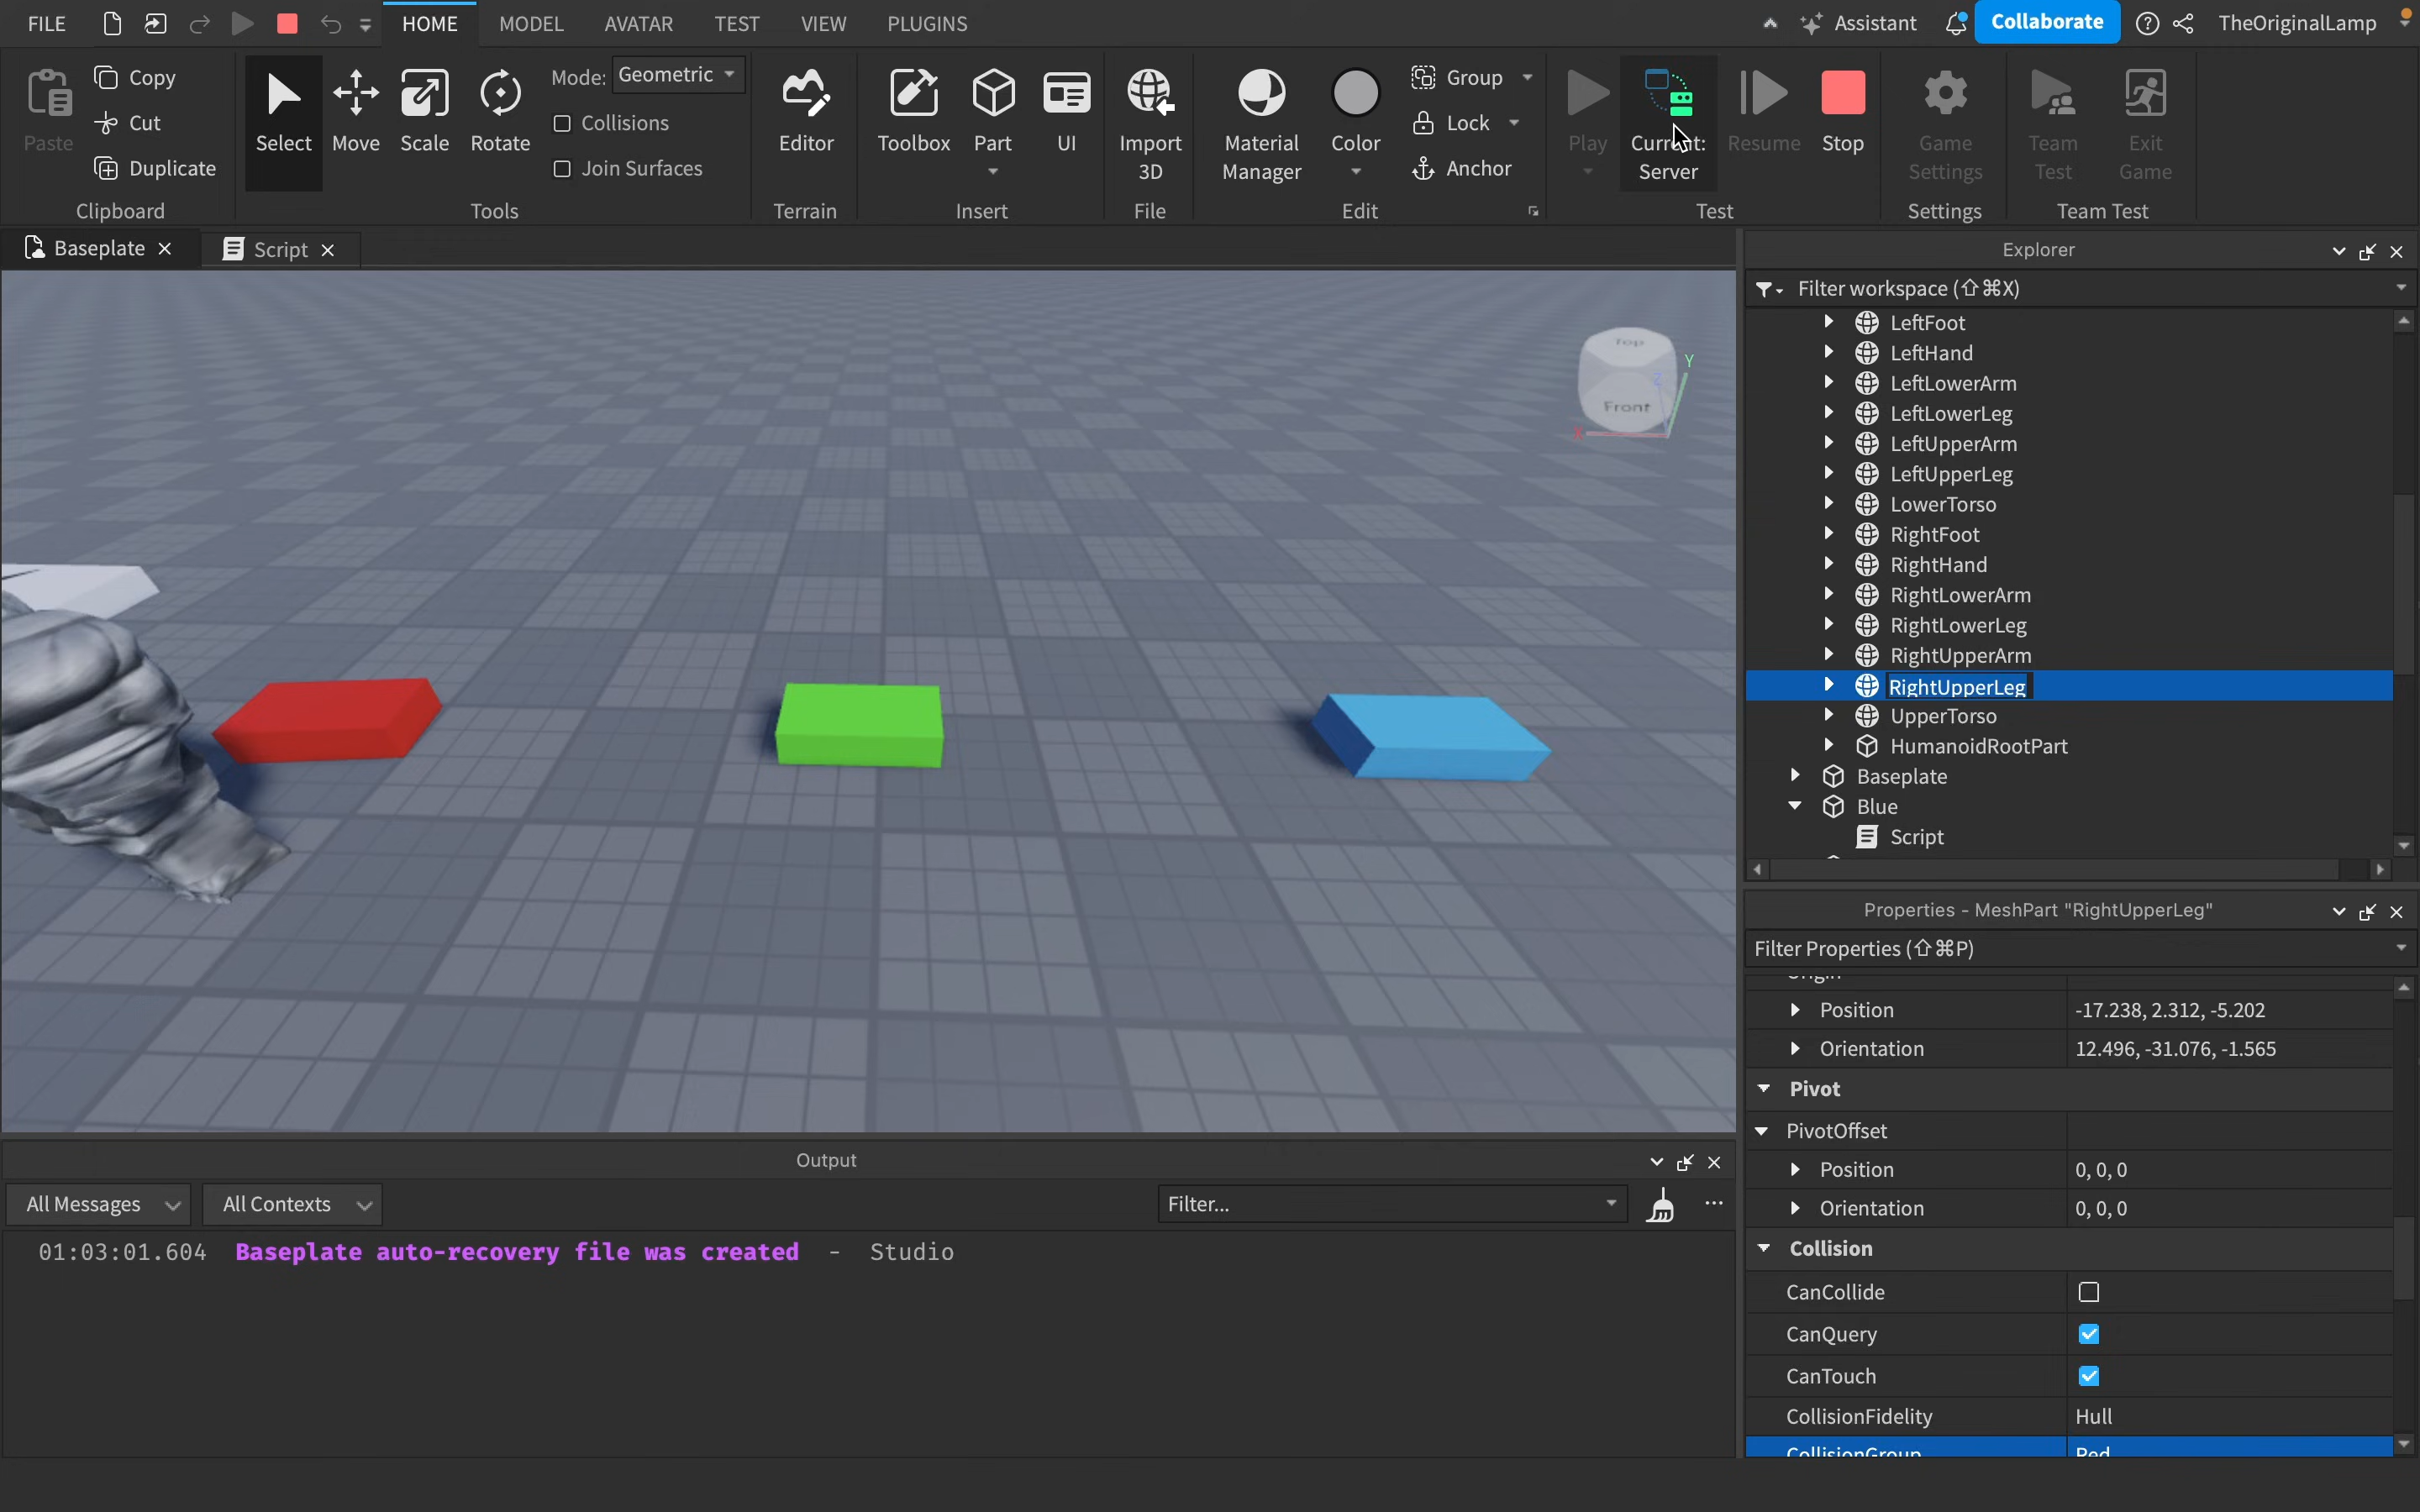 FILE HOME MODEL AVATAR TEST VIEW PLUGINS Assistant Collaborate TheOriginalLamp
Paste
Copy
Cut
Duplicate
Clipboard
Select
Move
Scale
Rotate
Mode: Geometric
Collisions
Join Surfaces
Tools
Editor
Terrain
Toolbox
Part
UI
Insert
Import
3D
File
Material
Manager
Color
Group
Lock
Anchor
Edit
Play
Current:
Server
Resume
Stop
Test
Game
Settings
Settings
Team
Test
Exit
Game
Team Test
Baseplate
Script
Top
Front
X
Y
Z
Explorer
Filter workspace (⇧⌘X)
LeftFoot
LeftHand
LeftLowerArm
LeftLowerLeg
LeftUpperArm
LeftUpperLeg
LowerTorso
RightFoot
RightHand
RightLowerArm
RightLowerLeg
RightUpperArm
RightUpperLeg
UpperTorso
HumanoidRootPart
Baseplate
Blue
Script
Properties - MeshPart "RightUpperLeg"
Filter Properties (⇧⌘P)
Origin
Position -17.238, 2.312, -5.202
Orientation 12.496, -31.076, -1.565
Pivot
PivotOffset
Position 0, 0, 0
Orientation 0, 0, 0
Collision
CanCollide
CanQuery
CanTouch
CollisionFidelity Hull
CollisionGroup Red
Output
All Messages All Contexts Filter...
01:03:01.604 Baseplate auto-recovery file was created - Studio